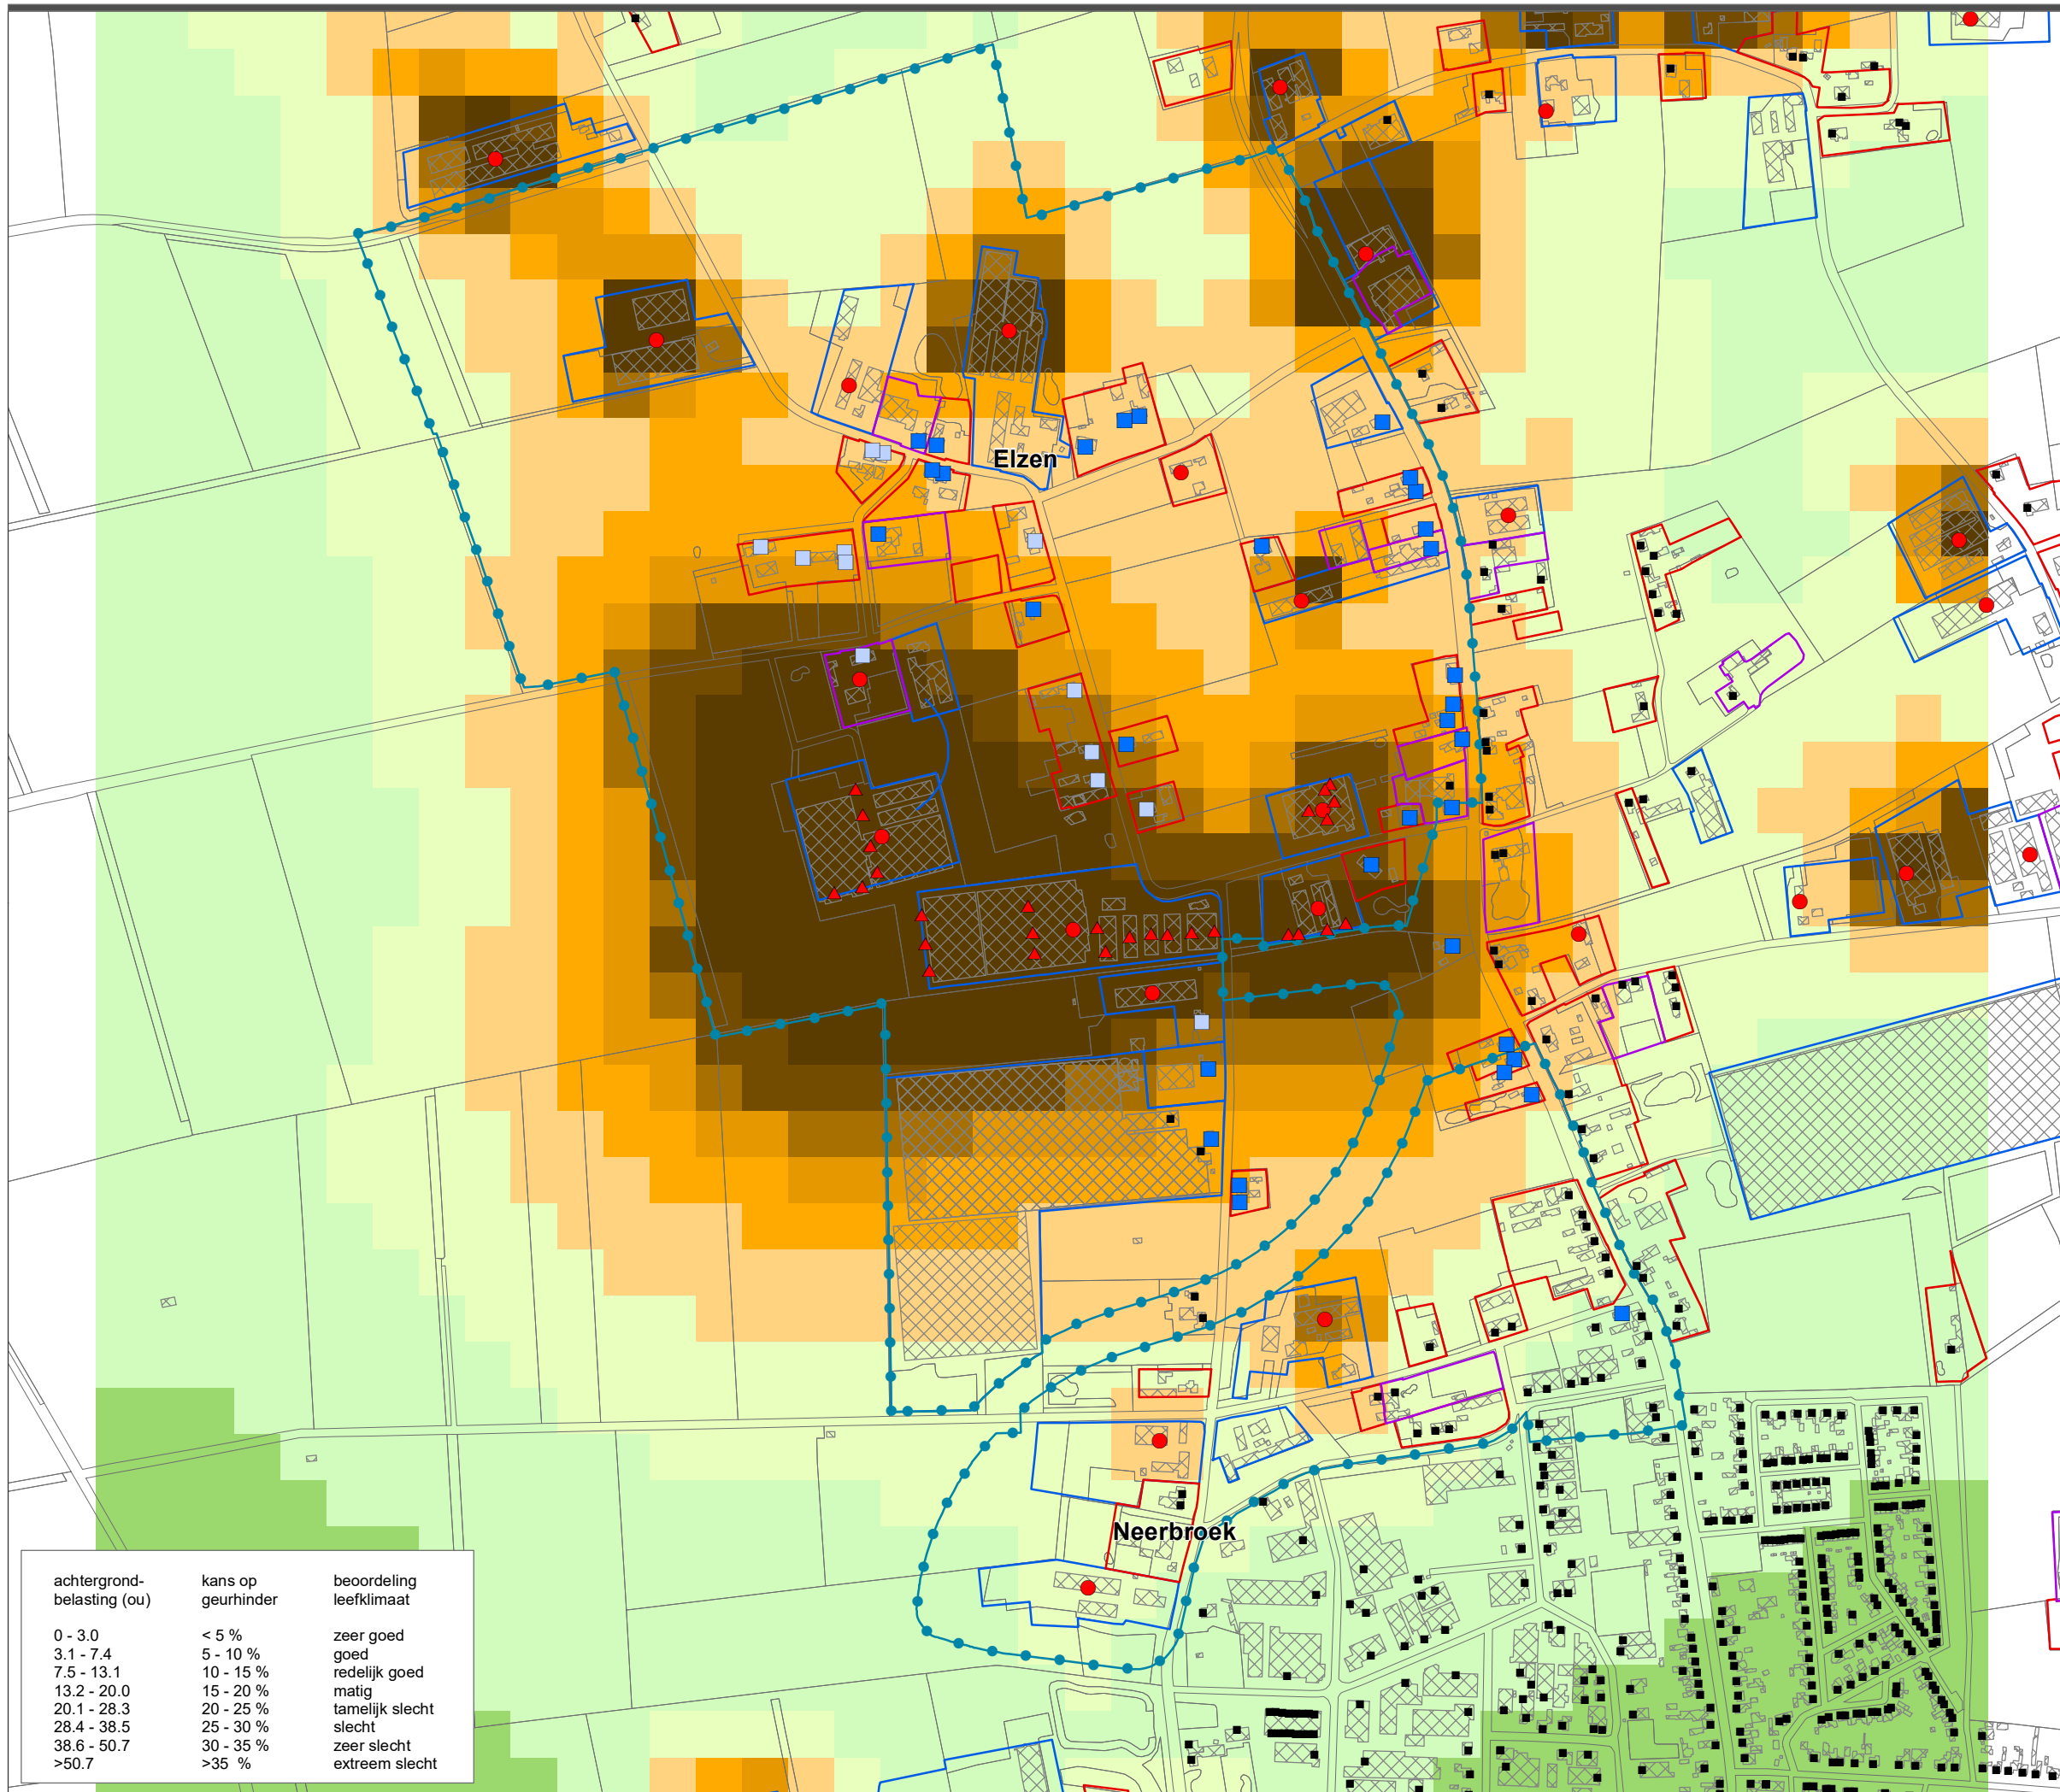 Elzen
Neerbroek
achtergrond- kans op beoordeling
belasting (ou) geurhinder leefklimaat
0 - 3.0 < 5 % zeer goed
3.1 - 7.4 5 - 10 % goed
7.5 - 13.1 10 - 15 % redelijk goed
13.2 - 20.0 15 - 20 % matig
20.1 - 28.3 20 - 25 % tamelijk slecht
28.4 - 38.5 25 - 30 % slecht
38.6 - 50.7 30 - 35 % zeer slecht
>50.7 >35 % extreem slecht